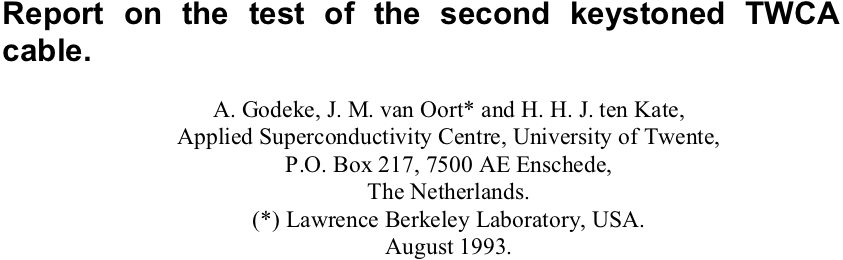 Report on the test of the second keystoned TWCA
cable.
A. Godeke, J. M. van Oort* and H. H. J. ten Kate,
Applied Superconductivity Centre, University of Twente,
P.O. Box 217, 7500 AE Enschede,
The Netherlands.
(*) Lawrence Berkeley Laboratory, USA.
August 1993.